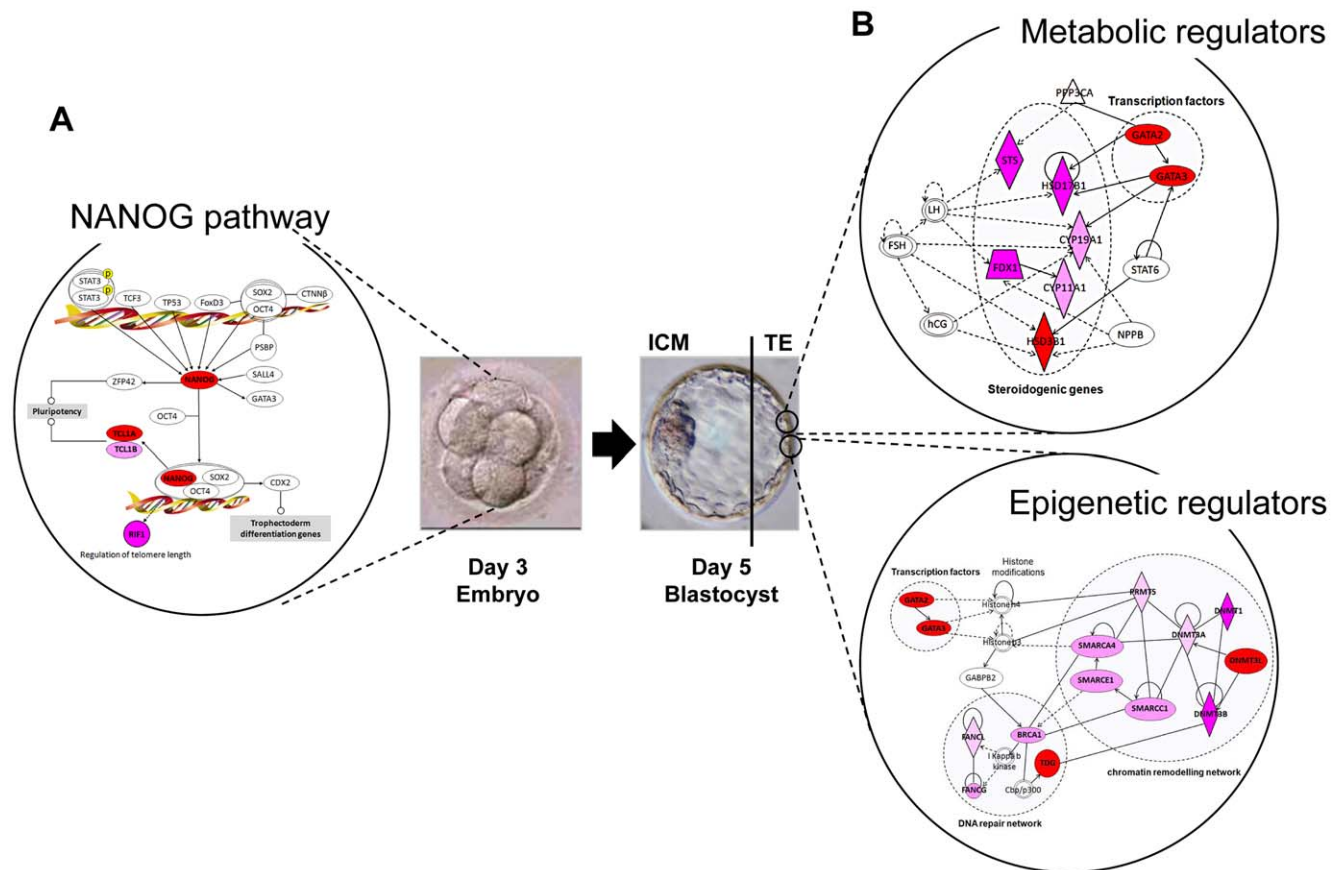 A
NANOG pathway
STAT3
p
STAT3
p
TCF3
TP53
FoxD3
SOX2
OCT4
CTNNβ
PSBP
ZFP42
NANOG
SALL4
GATA3
Pluripotency
OCT4
TCL1A
TCL1B
NANOG
SOX2
OCT4
CDX2
Trophectoderm
differentiation genes
RIF1
Regulation of telomere length
Day 3
Embryo
ICM
TE
Day 5
Blastocyst
B
Metabolic regulators
PPP3CA
Transcription factors
GATA2
GATA3
STS
HSD17B1
LH
CYP19A1
FSH
FDX1
STAT6
CYP11A1
hCG
HSD3B1
NPPB
Steroidogenic genes
Epigenetic regulators
Transcription factors
Histone
modifications
GATA2
GATA3
Histone h4
Histone h3
PRMT5
DNMT1
DNMT3A
SMARCA4
DNMT3L
GABPB2
SMARCE1
SMARCC1
DNMT3B
FANCL
BRCA1
I Kappa b
kinase
TDG
FANCG
Cbp/p300
chromatin remodelling network
DNA repair network